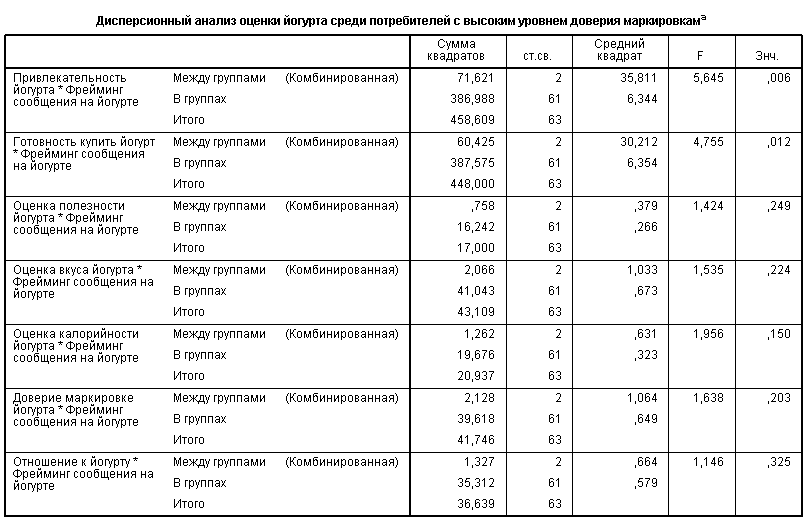 Дисперсионный анализ оценки йогурта среди потребителей с высоким уровнем доверия маркировкамª
Сумма квадратов ст.св. Средний квадрат F Знч.
Привлекательность йогурта * Фрейминг сообщения на йогурте
Между группами (Комбинированная) 71,621 2 35,811 5,645 ,006
В группах 386,988 61 6,344
Итого 458,609 63
Готовность купить йогурт * Фрейминг сообщения на йогурте
Между группами (Комбинированная) 60,425 2 30,212 4,755 ,012
В группах 387,575 61 6,354
Итого 448,000 63
Оценка полезности йогурта * Фрейминг сообщения на йогурте
Между группами (Комбинированная) ,758 2 ,379 1,424 ,249
В группах 16,242 61 ,266
Итого 17,000 63
Оценка вкуса йогурта * Фрейминг сообщения на йогурте
Между группами (Комбинированная) 2,066 2 1,033 1,535 ,224
В группах 41,043 61 ,673
Итого 43,109 63
Оценка калорийности йогурта * Фрейминг сообщения на йогурте
Между группами (Комбинированная) 1,262 2 ,631 1,956 ,150
В группах 19,676 61 ,323
Итого 20,937 63
Доверие маркировке йогурта * Фрейминг сообщения на йогурте
Между группами (Комбинированная) 2,128 2 1,064 1,638 ,203
В группах 39,618 61 ,649
Итого 41,746 63
Отношение к йогурту * Фрейминг сообщения на йогурте
Между группами (Комбинированная) 1,327 2 ,664 1,146 ,325
В группах 35,312 61 ,579
Итого 36,639 63